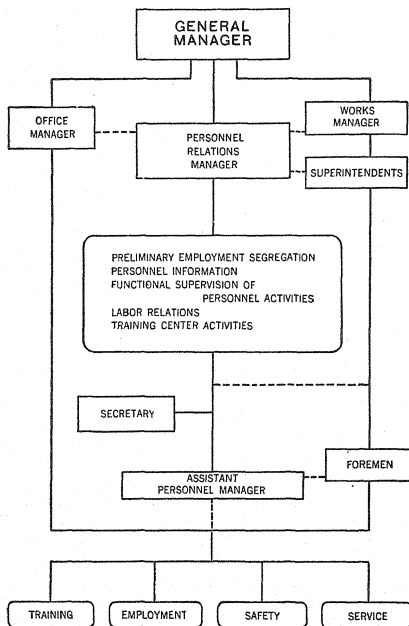 GENERAL
MANAGER
OFFICE
MANAGER
PERSONNEL
RELATIONS
MANAGER
WORKS
MANAGER
SUPERINTENDENTS
PRELIMINARY EMPLOYMENT SEGREGATION
PERSONNEL INFORMATION
FUNCTIONAL SUPERVISION OF
PERSONNEL ACTIVITIES
LABOR RELATIONS
TRAINING CENTER ACTIVITIES
SECRETARY
FOREMEN
ASSISTANT
PERSONNEL MANAGER
TRAINING
EMPLOYMENT
SAFETY
SERVICE